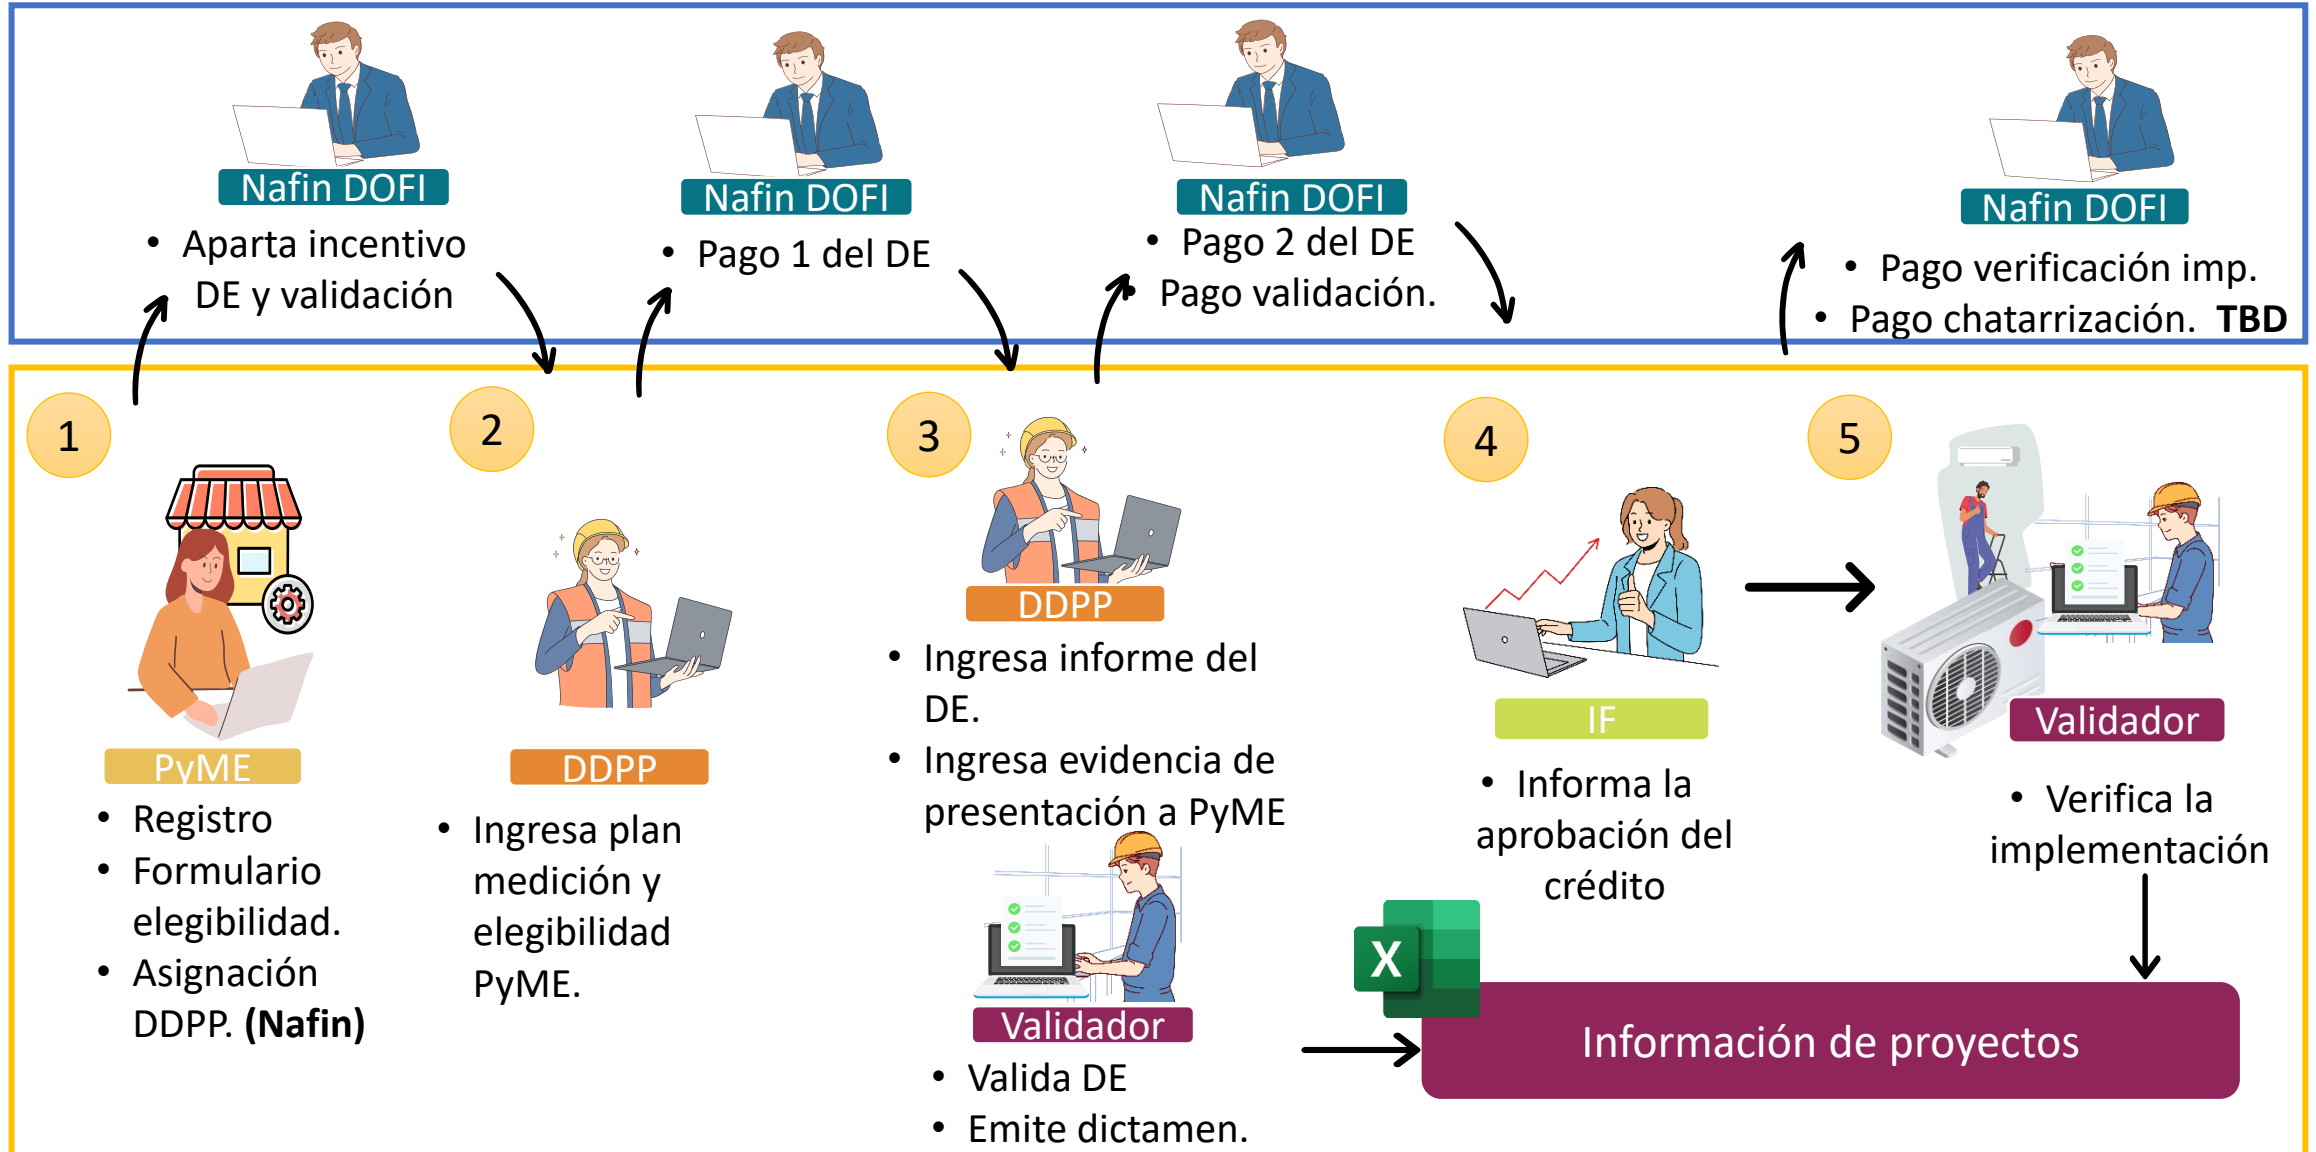 Nafin DOFI
• Aparta incentivo
DE y validación
Nafin DOFI
• Pago 1 del DE
Nafin DOFI
• Pago 2 del DE
• Pago validación.
Nafin DOFI
• Pago verificación imp.
• Pago chatarrización. TBD
1
PyME
• Registro
• Formulario
elegibilidad.
• Asignación
DDPP. (Nafin)
2
DDPP
• Ingresa plan
medición y
elegibilidad
PyME.
3
DDPP
• Ingresa informe del
DE.
• Ingresa evidencia de
presentación a PyME
Validador
• Valida DE
• Emite dictamen.
4
IF
• Informa la
aprobación del
crédito
5
Validador
• Verifica la
implementación
X
Información de proyectos